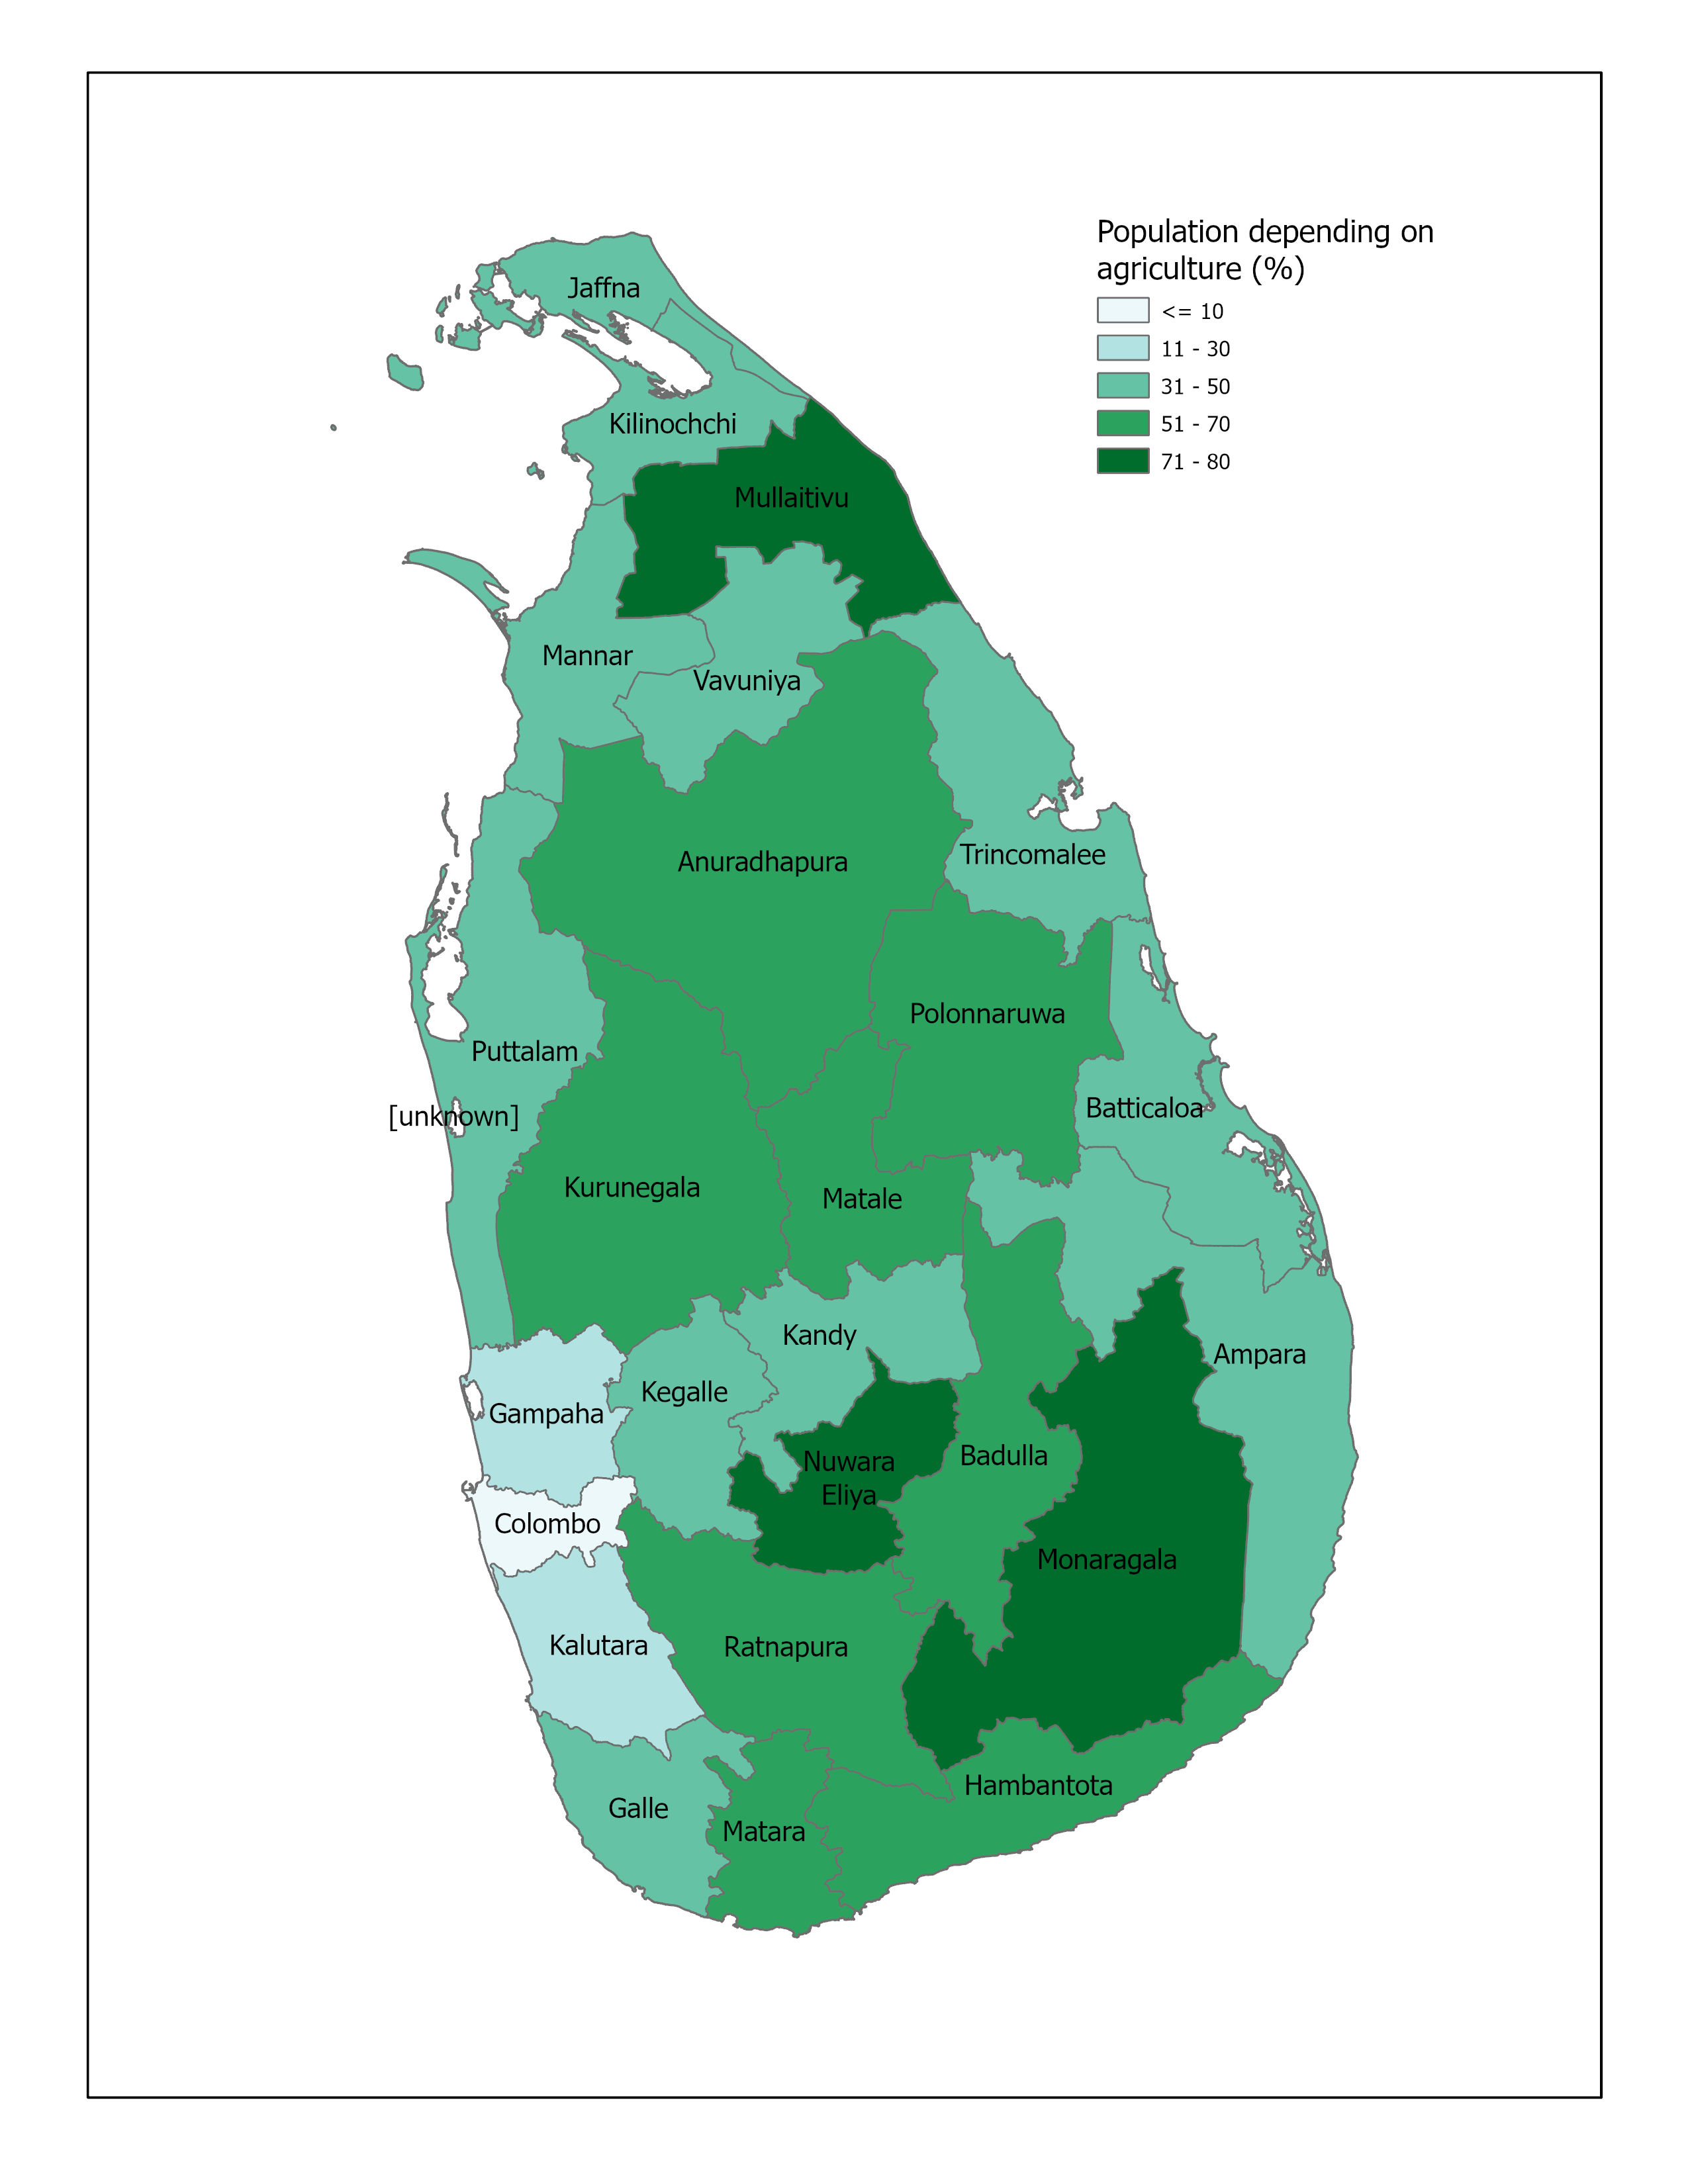 Population depending on
agriculture (%)
<= 10
11 - 30
31 - 50
51 - 70
71 - 80
Jaffna
Kilinochchi
Mullaitivu
Mannar
Vavuniya
Anuradhapura
Trincomalee
Polonnaruwa
Puttalam
[unknown]
Batticaloa
Kurunegala
Matale
Kandy
Ampara
Kegalle
Gampaha
Nuwara
Eliya
Badulla
Colombo
Monaragala
Kalutara
Ratnapura
Hambantota
Galle
Matara